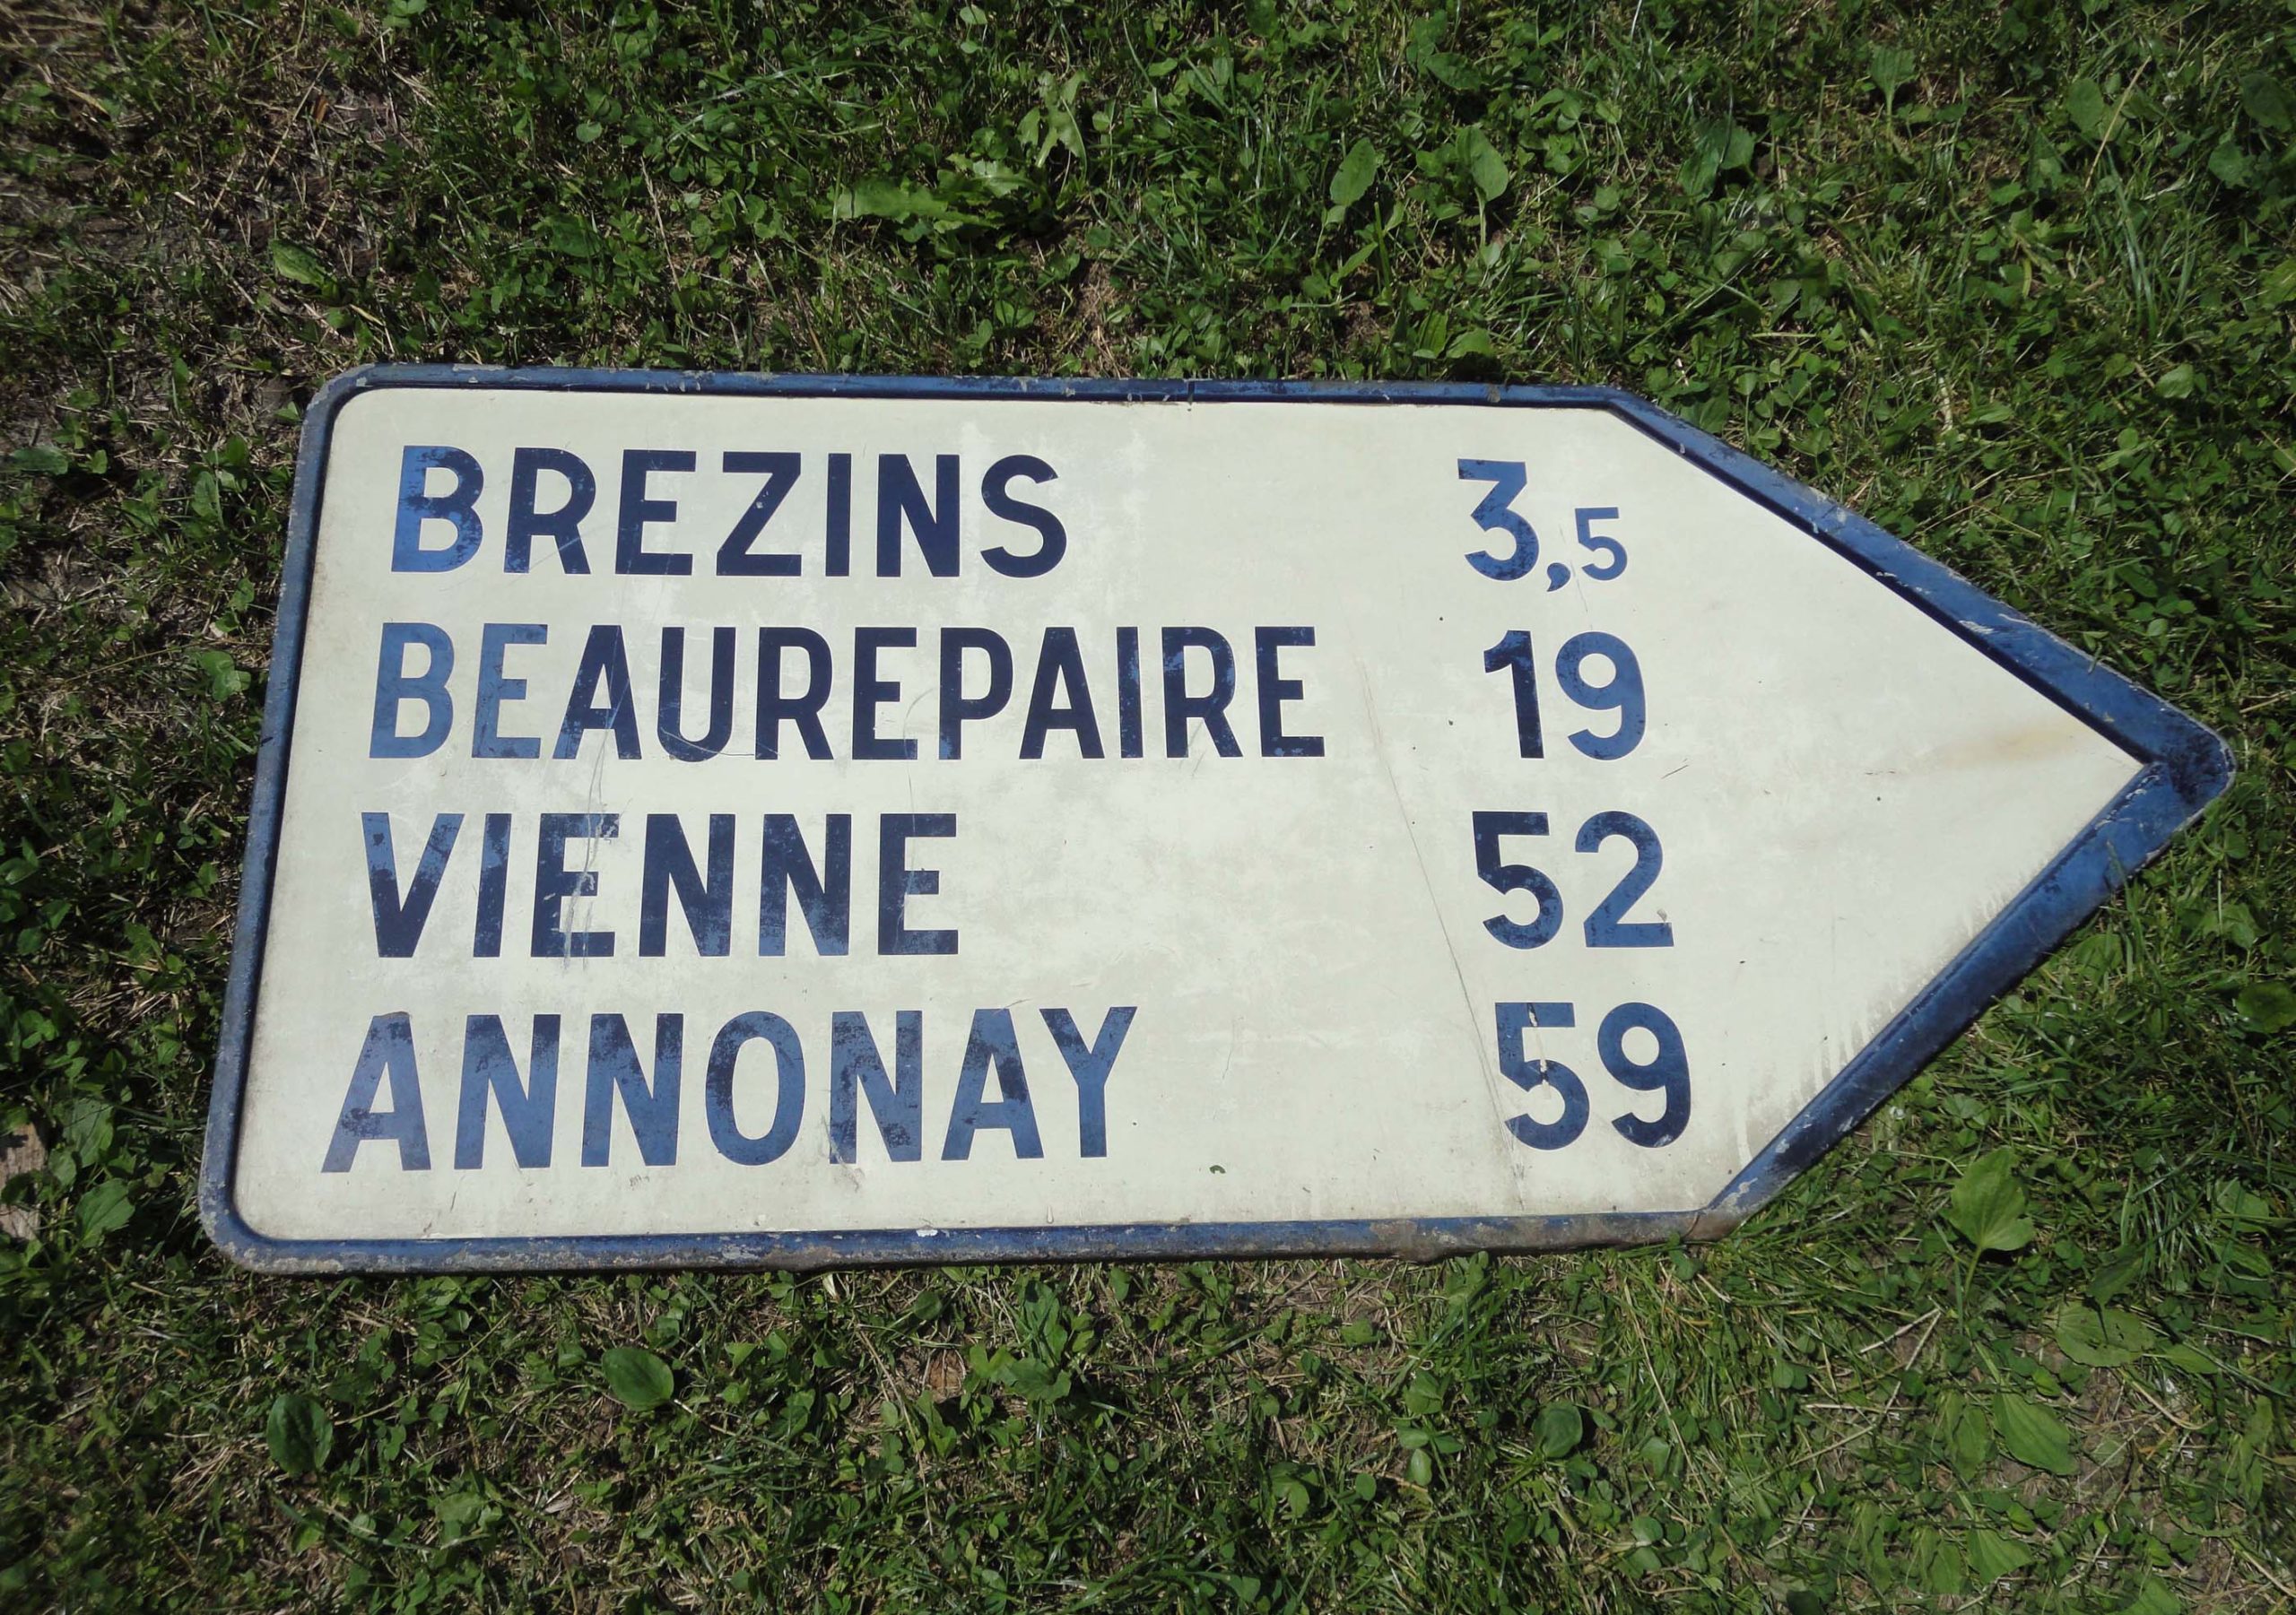 BREZINS 3,5
BEAUREPAIRE 19
VIENNE 52
ANNONAY 59